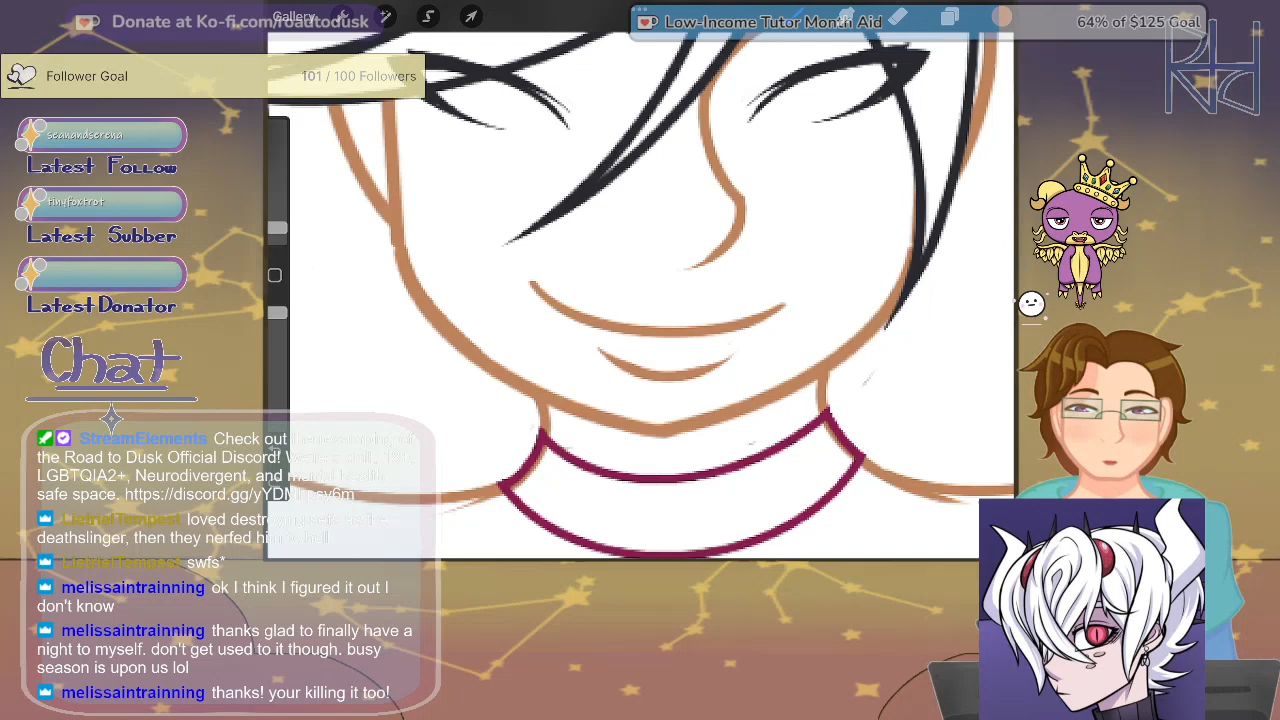 Donate at Ko-fi.com/roadtodusk
Gallery
Low-Income Tutor Month Aid
64% of $125 Goal
Follower Goal
101 / 100 Followers
seanandserena
Latest Follow
tinyfoxtrot
Latest Subber
Latest Donator
Chat
StreamElements Check out
the Road to Dusk Official Discord!
LGBTQIA2+, Neurodivergent, and
safe space. https://discord.gg/
loved destroying
deathslinger, then they nerfed him
swfs*
melissaintrainning ok I think I figured it out I
don't know
melissaintrainning thanks glad to finally have a
night to myself. don't get used to it though. busy
season is upon us lol
melissaintrainning thanks! your killing it too!